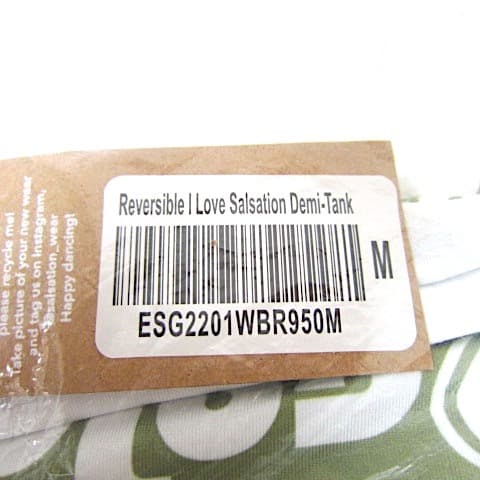 Reversible I Love Salsation Demi-Tank
M
ESG2201WBR950M
please recycle me!
Take picture of your new wear
and tag us on Instagram,
@salsation_wear
Happy dancing!